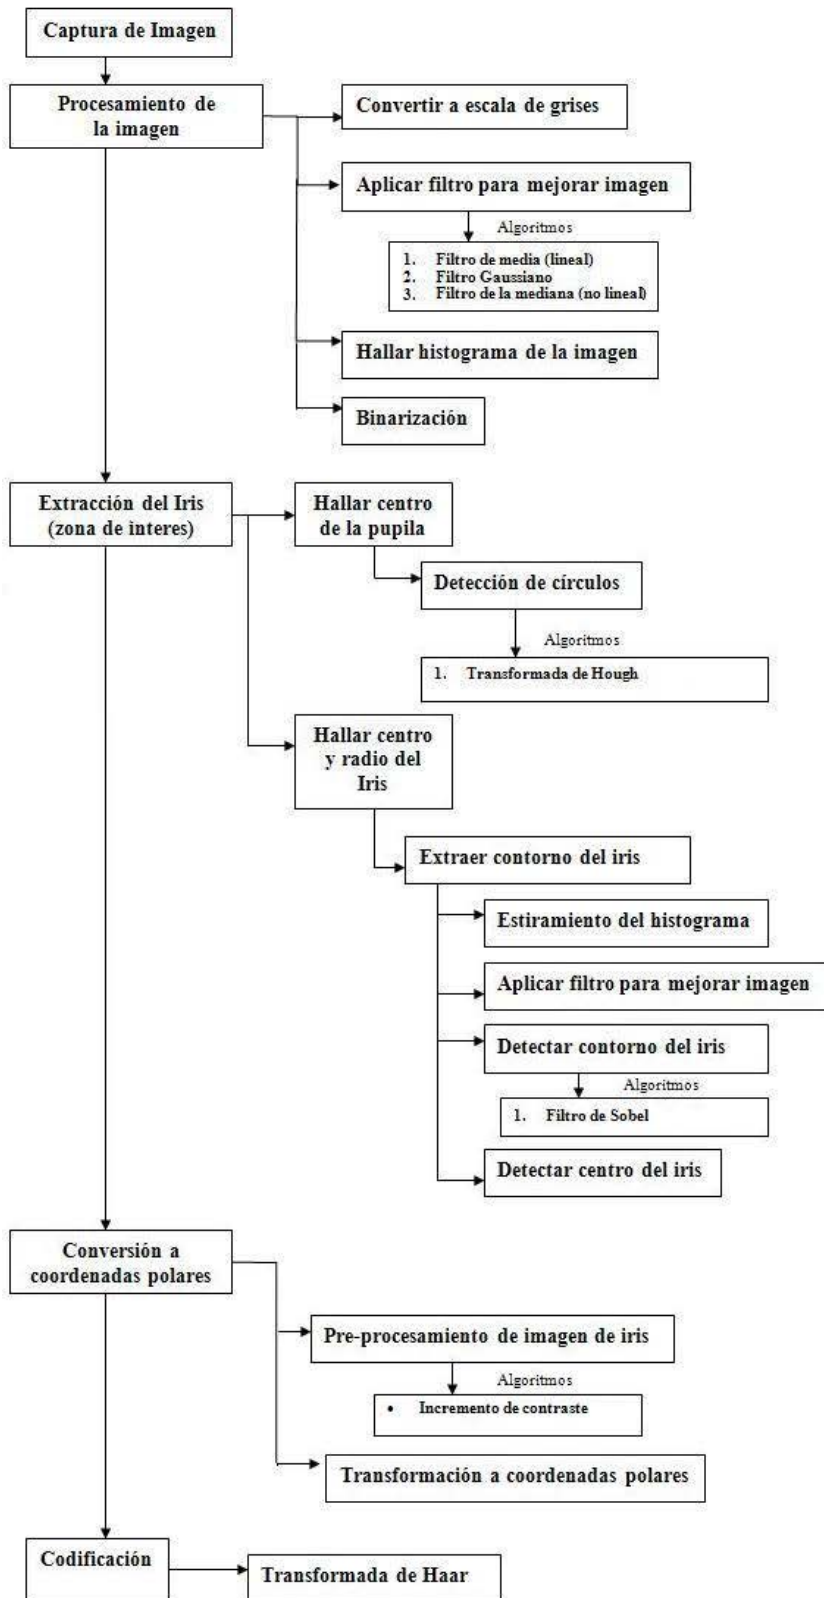 Captura de Imagen
Procesamiento de
la imagen
Convertir a escala de grises
Aplicar filtro para mejorar imagen
Algoritmos
1. Filtro de media (lineal)
2. Filtro Gaussiano
3. Filtro de la mediana (no lineal)
Hallar histograma de la imagen
Binarización
Extracción del Iris
(zona de interes)
Hallar centro
de la pupila
Detección de círculos
Algoritmos
1. Transformada de Hough
Hallar centro
y radio del
Iris
Extraer contorno del iris
Estiramiento del histograma
Aplicar filtro para mejorar imagen
Detectar contorno del iris
Algoritmos
1. Filtro de Sobel
Detectar centro del iris
Conversión a
coordenadas polares
Pre-procesamiento de imagen de iris
Algoritmos
• Incremento de contraste
Transformación a coordenadas polares
Codificación
Transformada de Haar